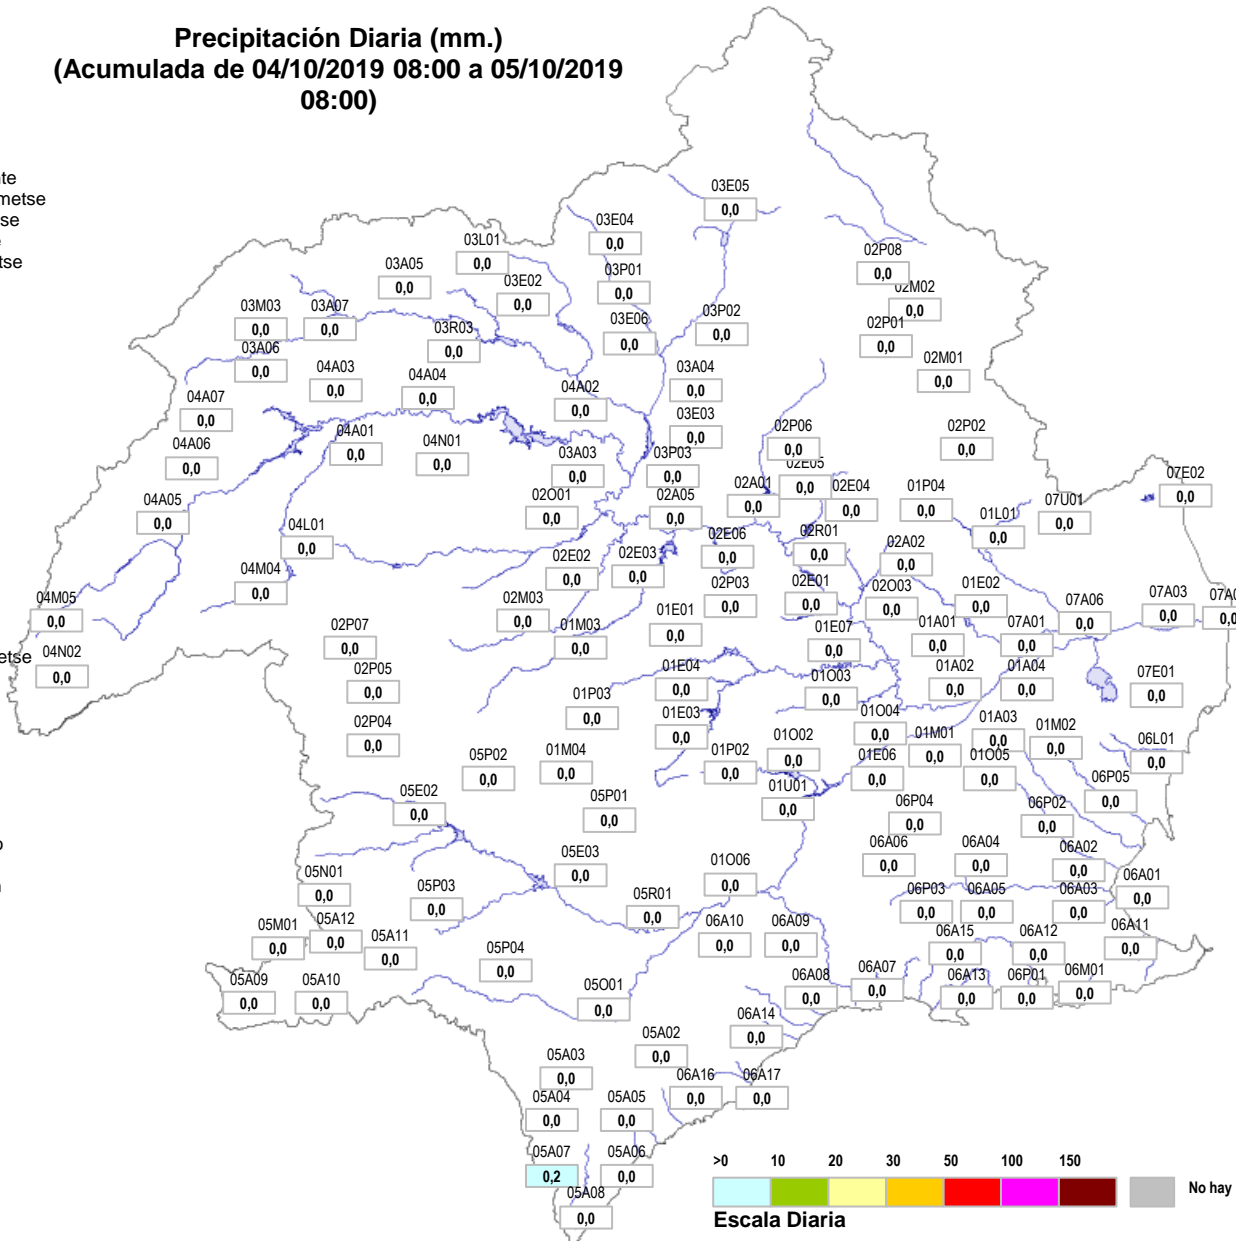 Precipitación Diaria (mm.)
(Acumulada de 04/10/2019 08:00 a 05/10/2019
08:00)
03E05
0,0
03E04
0,0
03L01
0,0
02P08
0,0
03A05
0,0
03P01
0,0
03E02
0,0
02M02
0,0
03M03
0,0
03A07
0,0
03E06
0,0
03P02
0,0
02P01
0,0
03R03
0,0
03A06
0,0
02M01
0,0
04A03
0,0
04A04
0,0
03A04
0,0
04A02
0,0
04A07
0,0
03E03
0,0
04A01
0,0
04N01
0,0
02P06
0,0
02P02
0,0
04A06
0,0
03A03
0,0
03P03
0,0
02E05
0,0
07E02
0,0
02A01
0,0
02E04
0,0
01P04
0,0
04A05
0,0
02O01
0,0
02A05
0,0
07U01
0,0
01L01
0,0
04L01
0,0
02E06
0,0
02R01
0,0
02A02
0,0
02E02
0,0
02E03
0,0
04M04
0,0
02P03
0,0
02E01
0,0
02O03
0,0
01E02
0,0
07A03
0,0
07A0
0,0
04M05
0,0
02M03
0,0
07A06
0,0
01E01
0,0
02P07
0,0
01M03
0,0
01E07
0,0
01A01
0,0
07A01
0,0
etse
04N02
0,0
02P05
0,0
01E04
0,0
01O03
0,0
01A02
0,0
01A04
0,0
07E01
0,0
01P03
0,0
02P04
0,0
01E03
0,0
01O04
0,0
01A03
0,0
01M02
0,0
01M01
0,0
06L01
0,0
05P02
0,0
01M04
0,0
01P02
0,0
01O02
0,0
01E06
0,0
01O05
0,0
05E02
0,0
05P01
0,0
01U01
0,0
06P05
0,0
06P04
0,0
06P02
0,0
05E03
0,0
01O06
0,0
06A06
0,0
06A04
0,0
06A02
0,0
05N01
0,0
05P03
0,0
05R01
0,0
06P03
0,0
06A05
0,0
06A03
0,0
06A01
0,0
05M01
0,0
05A12
0,0
05A11
0,0
06A10
0,0
06A09
0,0
06A15
0,0
06A12
0,0
06A11
0,0
05P04
0,0
05A09
0,0
05A10
0,0
05O01
0,0
06A08
0,0
06A07
0,0
06A13
0,0
06P01
0,0
06M01
0,0
06A14
0,0
05A02
0,0
05A03
0,0
06A16
0,0
06A17
0,0
05A04
0,0
05A05
0,0
05A07
0,2
05A06
0,0
05A08
0,0
>0 10 20 30 50 100 150
No hay
Escala Diaria